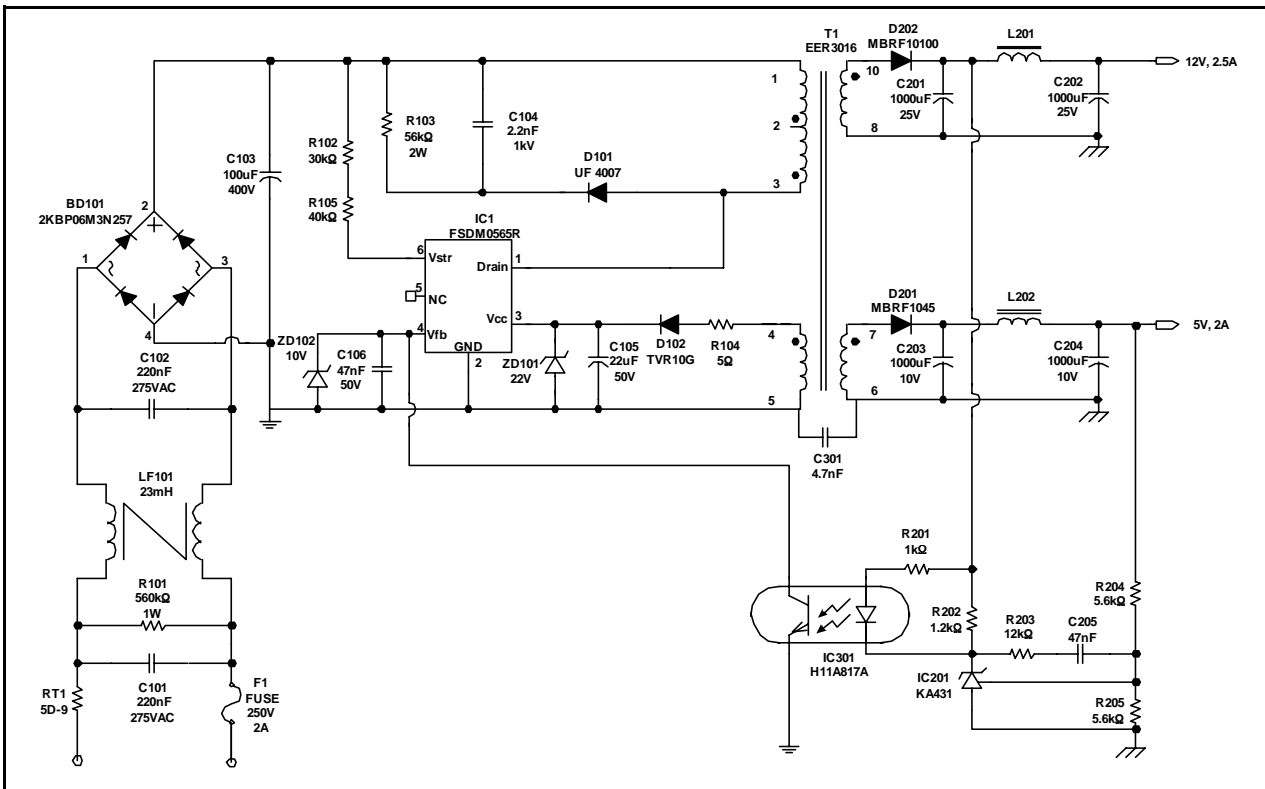 D202
MBRF10100
T1
EER3016
L201
12V, 2.5A
1
10
C201
1000uF
25V
C202
1000uF
25V
2
8
3
R102
30kΩ
R103
56kΩ
2W
C104
2.2nF
1kV
C103
100uF
400V
D101
UF 4007
R105
40kΩ
BD101
2KBP06M3N257
2
1
3
4
IC1
FSDM0565R
6
Vstr
Drain
1
5
NC
Vcc
3
4
Vfb
GND
2
D201
MBRF1045
L202
5V, 2A
4
7
ZD102
10V
C106
47nF
50V
ZD101
22V
C105
22uF
50V
D102
TVR10G
R104
5Ω
C203
1000uF
10V
C204
1000uF
10V
5
6
C102
220nF
275VAC
C301
4.7nF
LF101
23mH
R101
560kΩ
1W
R201
1kΩ
R202
1.2kΩ
R203
12kΩ
C205
47nF
R204
5.6kΩ
IC301
H11A817A
IC201
KA431
R205
5.6kΩ
RT1
5D-9
C101
220nF
275VAC
F1
FUSE
250V
2A